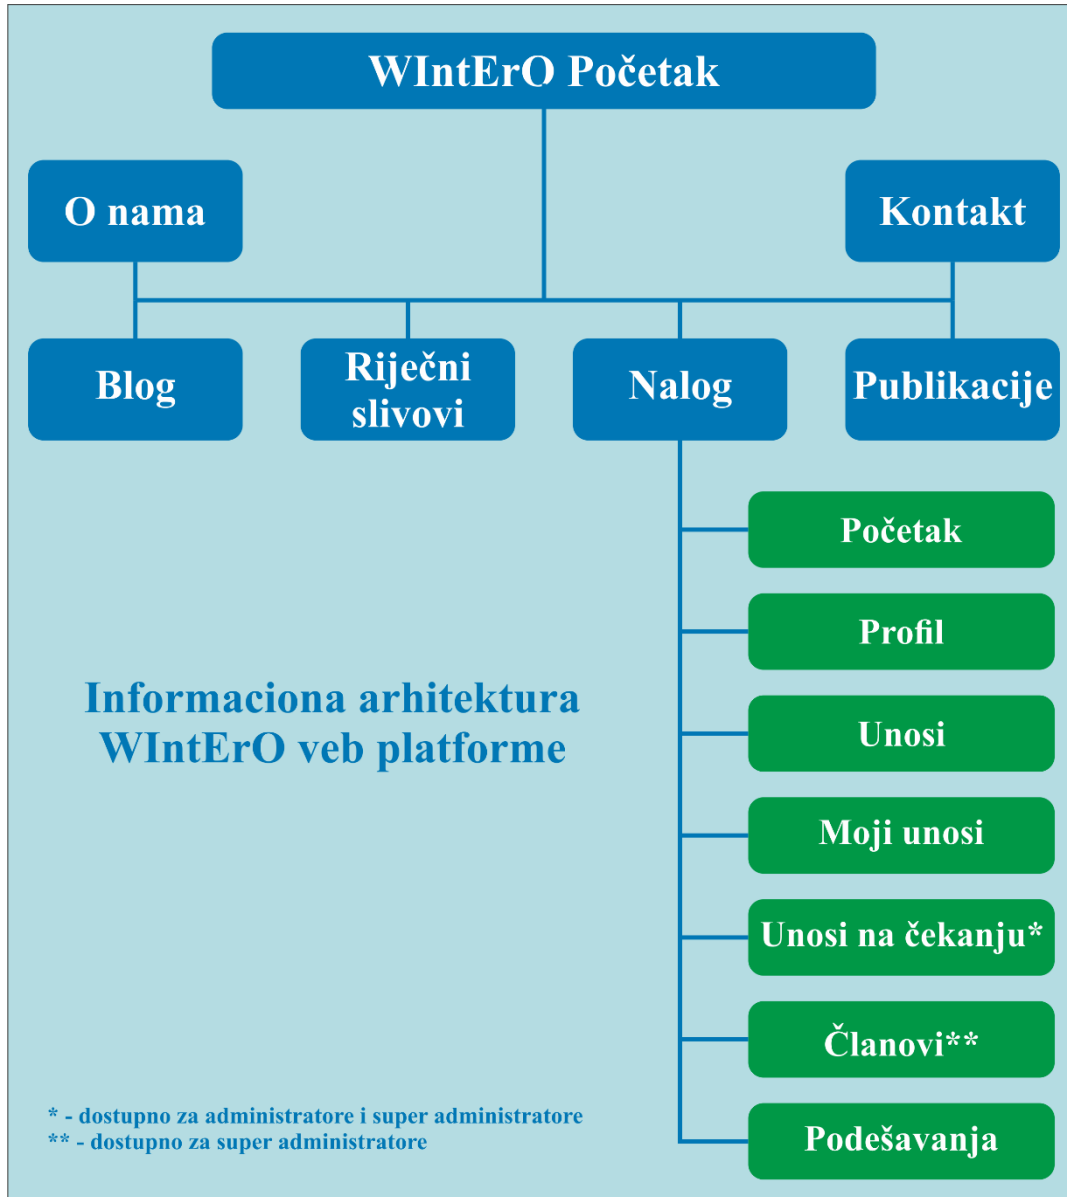 WIntErO Početak
O nama
Kontakt
Blog
Riječni
slivovi
Nalog
Publikacije
Početak
Profil
Unosi
Moji unosi
Unosi na čekanju*
Članovi**
Podešavanja
Informaciona arhitektura
WIntErO veb platforme
* - dostupno za administratore i super administratore
** - dostupno za super administratore